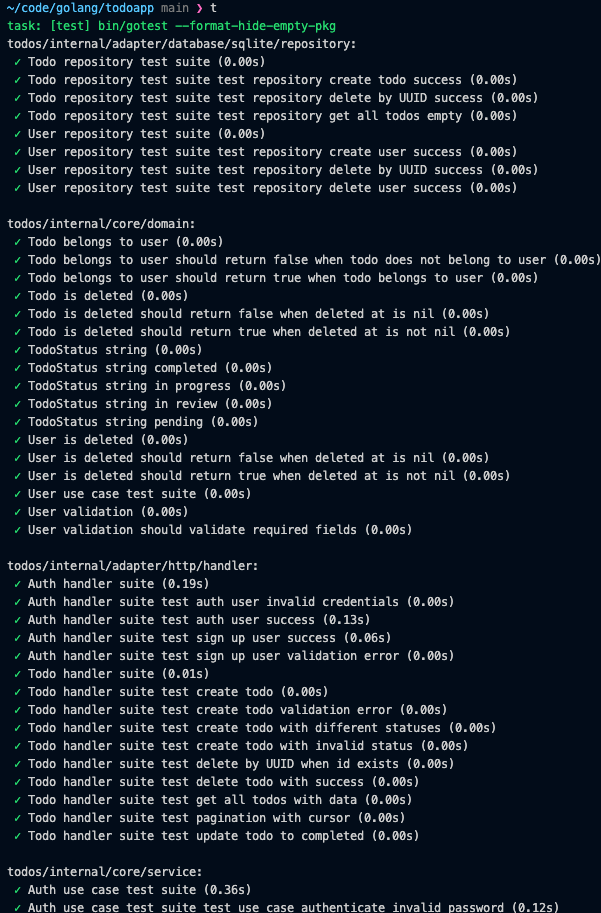 ~/code/golang/todoapp main ❯ t
task: [test] bin/gotest --format-hide-empty-pkg
todos/internal/adapter/database/sqlite/repository:
✓ Todo repository test suite (0.00s)
✓ Todo repository test suite test repository create todo success (0.00s)
✓ Todo repository test suite test repository delete by UUID success (0.00s)
✓ Todo repository test suite test repository get all todos empty (0.00s)
✓ User repository test suite (0.00s)
✓ User repository test suite test repository create user success (0.00s)
✓ User repository test suite test repository delete by UUID success (0.00s)
✓ User repository test suite test repository delete user success (0.00s)
todos/internal/core/domain:
✓ Todo belongs to user (0.00s)
✓ Todo belongs to user should return false when todo does not belong to user (0.00s)
✓ Todo belongs to user should return true when todo belongs to user (0.00s)
✓ Todo is deleted (0.00s)
✓ Todo is deleted should return false when deleted at is nil (0.00s)
✓ Todo is deleted should return true when deleted at is not nil (0.00s)
✓ TodoStatus string (0.00s)
✓ TodoStatus string completed (0.00s)
✓ TodoStatus string in progress (0.00s)
✓ TodoStatus string in review (0.00s)
✓ TodoStatus string pending (0.00s)
✓ User is deleted (0.00s)
✓ User is deleted should return false when deleted at is nil (0.00s)
✓ User is deleted should return true when deleted at is not nil (0.00s)
✓ User use case test suite (0.00s)
✓ User validation (0.00s)
✓ User validation should validate required fields (0.00s)
todos/internal/adapter/http/handler:
✓ Auth handler suite (0.19s)
✓ Auth handler suite test auth user invalid credentials (0.00s)
✓ Auth handler suite test auth user success (0.13s)
✓ Auth handler suite test sign up user success (0.06s)
✓ Auth handler suite test sign up user validation error (0.00s)
✓ Todo handler suite (0.01s)
✓ Todo handler suite test create todo (0.00s)
✓ Todo handler suite test create todo validation error (0.00s)
✓ Todo handler suite test create todo with different statuses (0.00s)
✓ Todo handler suite test create todo with invalid status (0.00s)
✓ Todo handler suite test delete by UUID when id exists (0.00s)
✓ Todo handler suite test delete todo with success (0.00s)
✓ Todo handler suite test get all todos with data (0.00s)
✓ Todo handler suite test pagination with cursor (0.00s)
✓ Todo handler suite test update todo to completed (0.00s)
todos/internal/core/service:
✓ Auth use case test suite (0.36s)
✓ Auth use case test suite test use case authenticate invalid password (0.12s)